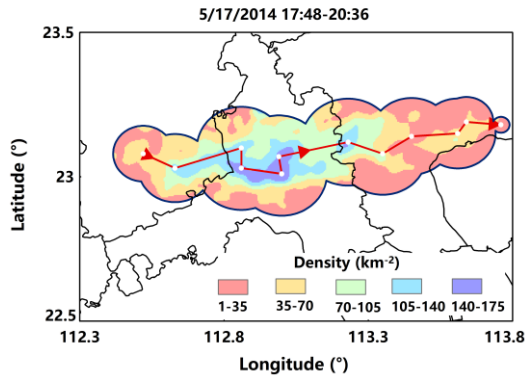 5/17/2014 17:48-20:36
23.5
23
22.5
Latitude (°)
Density (km⁻²)
1-35 35-70 70-105 105-140 140-175
112.3 112.8 113.3 113.8
Longitude (°)